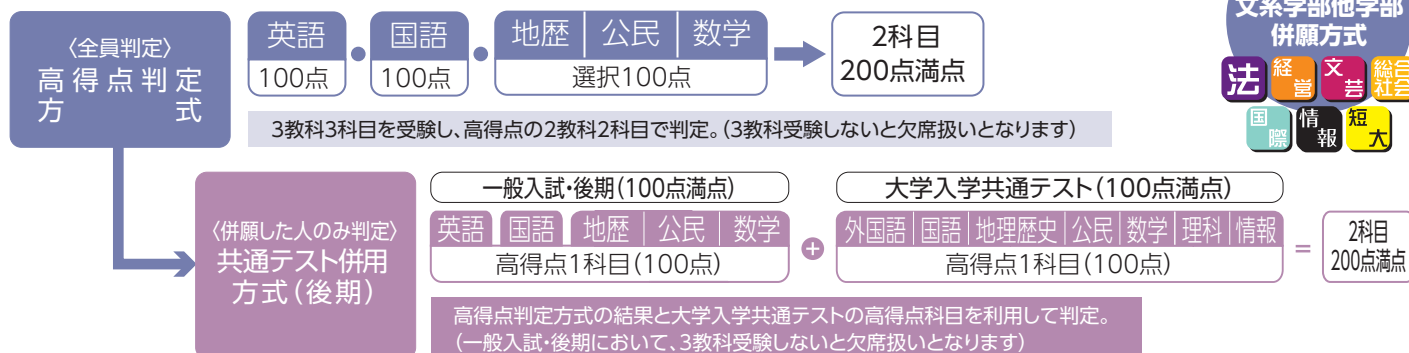 文系学部他学部
併願方式
法 経営 文芸 総合社会
国際 情報 短大
〈全員判定〉
高得点判定
方式
英語 国語 地歴 公民 数学
100点 100点 選択100点
2科目
200点満点
3教科3科目を受験し、高得点の2教科2科目で判定。(3教科受験しないと欠席扱いとなります)
〈併願した人のみ判定〉
共通テスト併用
方式(後期)
一般入試・後期(100点満点)
英語 国語 地歴 公民 数学
高得点1科目(100点)
+
大学入学共通テスト(100点満点)
外国語 国語 地理歴史 公民 数学 理科 情報
高得点1科目(100点)
=
2科目
200点満点
高得点判定方式の結果と大学入学共通テストの高得点科目を利用して判定。
(一般入試・後期において、3教科受験しないと欠席扱いとなります)